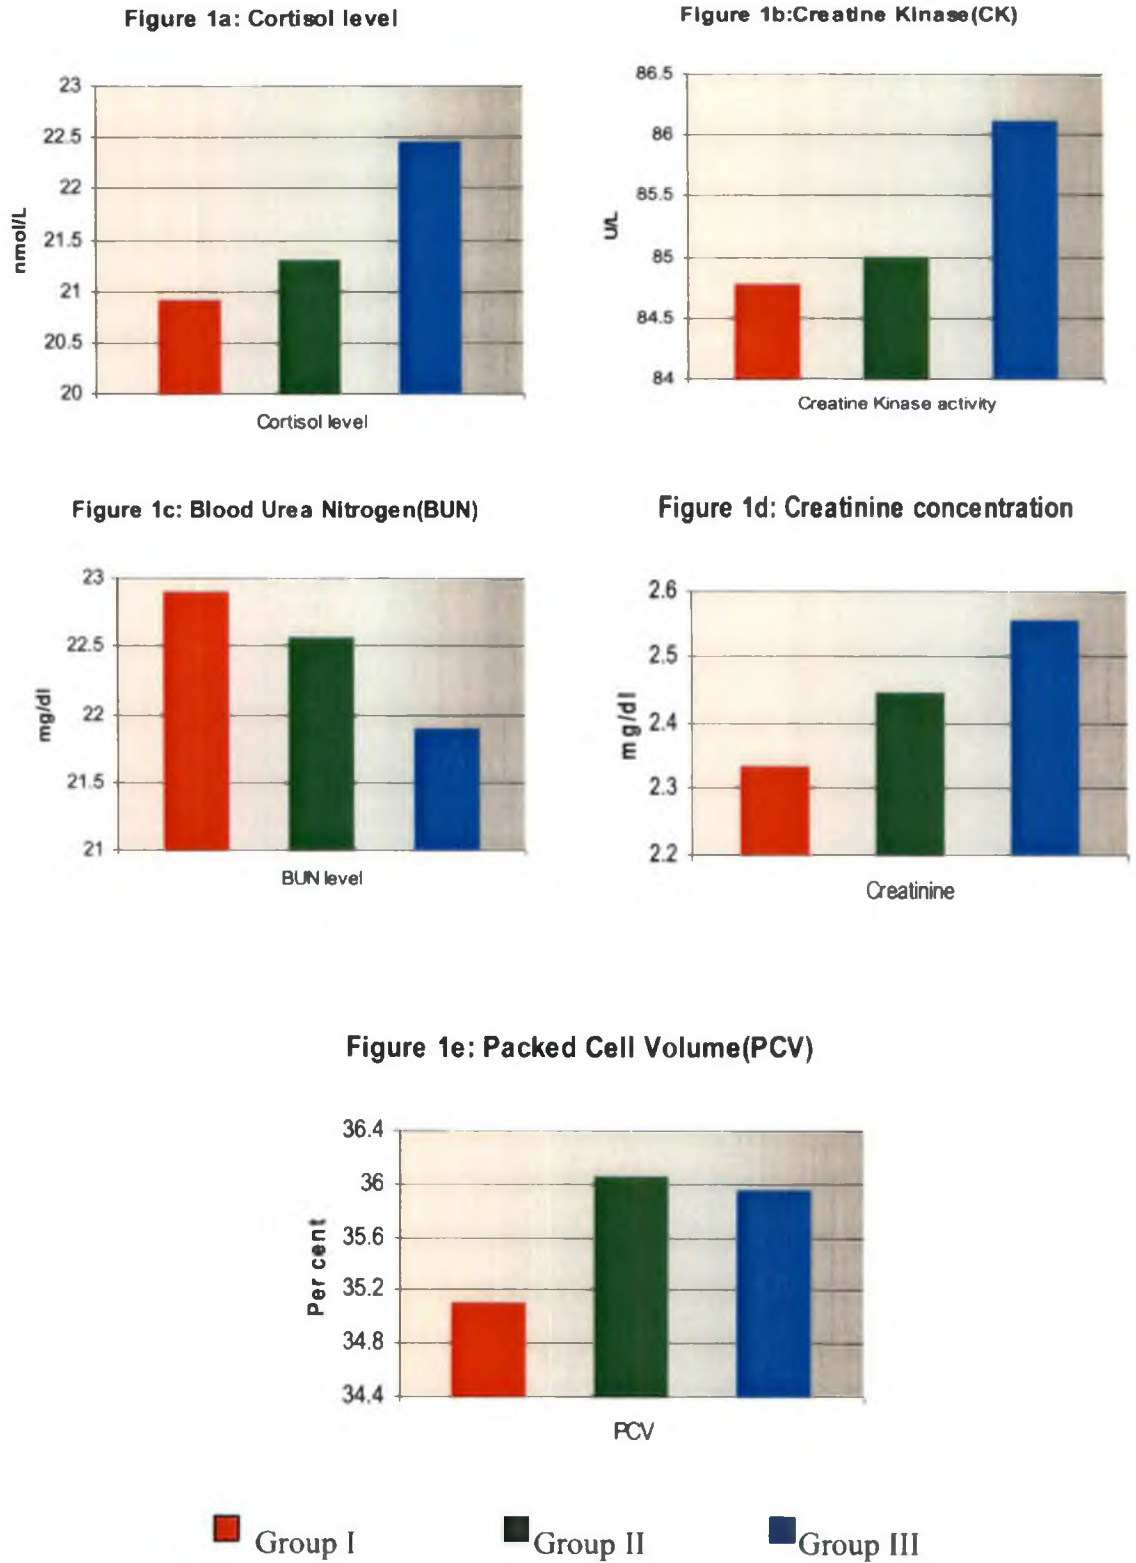 Figure 1a: Cortisol level
23
22.5
22
21.5
21
20.5
20
nmol/L
Cortisol level
Figure 1b:Creatine Kinase(CK)
86.5
86
85.5
85
84.5
84
U/L
Creatine Kinase activity
Figure 1c: Blood Urea Nitrogen(BUN)
23
22.5
22
21.5
21
mg/dl
BUN level
Figure 1d: Creatinine concentration
2.6
2.5
2.4
2.3
2.2
mg/dl
Creatinine
Figure 1e: Packed Cell Volume(PCV)
36.4
36
35.6
35.2
34.8
34.4
Per cent
PCV
Group I
Group II
Group III